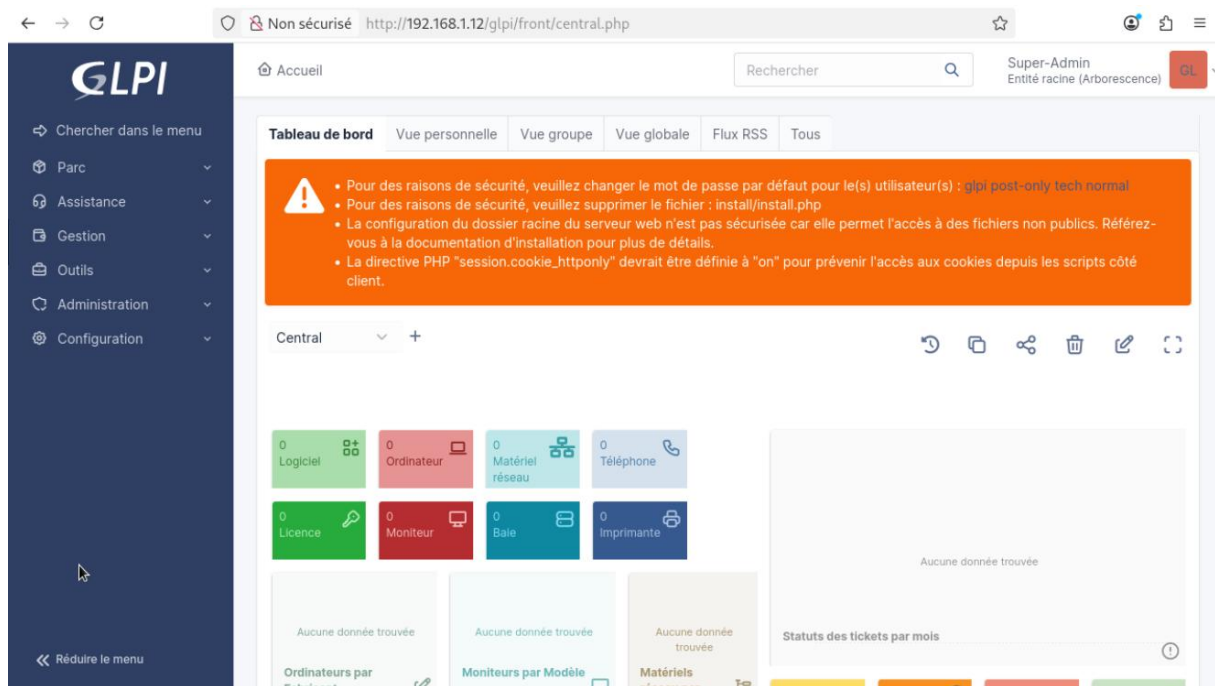 Non sécurisé http://192.168.1.12/glpi/front/central.php
GLPI
Accueil
Rechercher
Super-Admin
Entité racine (Arborescence)
GL
Chercher dans le menu
Parc
Assistance
Gestion
Outils
Administration
Configuration
Réduire le menu
Tableau de bord Vue personnelle Vue groupe Vue globale Flux RSS Tous
• Pour des raisons de sécurité, veuillez changer le mot de passe par défaut pour le(s) utilisateur(s) : glpi post-only tech normal
• Pour des raisons de sécurité, veuillez supprimer le fichier : install/install.php
• La configuration du dossier racine du serveur web n'est pas sécurisée car elle permet l'accès à des fichiers non publics. Référez-
vous à la documentation d'installation pour plus de détails.
• La directive PHP "session.cookie_httponly" devrait être définie à "on" pour prévenir l'accès aux cookies depuis les scripts côté
client.
Central
0
Logiciel
0
Ordinateur
0
Matériel
réseau
0
Téléphone
0
Licence
0
Moniteur
0
Baie
0
Imprimante
Aucune donnée trouvée
Statuts des tickets par mois
Aucune donnée trouvée
Ordinateurs par
Aucune donnée trouvée
Moniteurs par Modèle
Aucune donnée
trouvée
Matériels